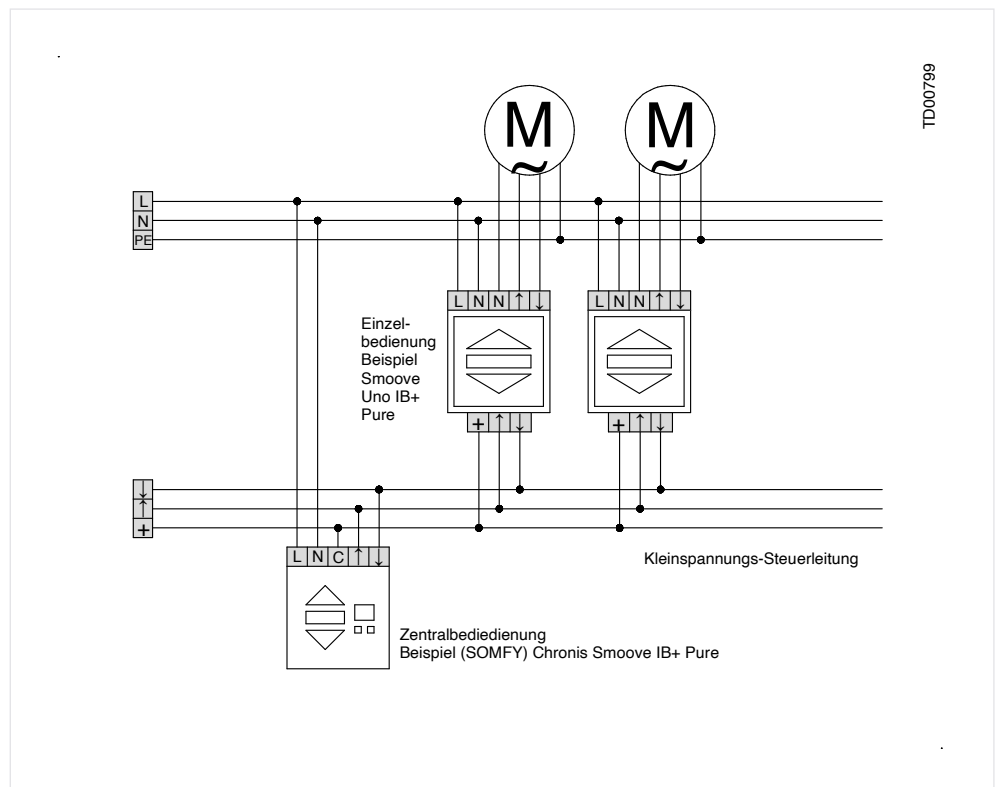 TD00799
M
~
M
~
L
N
PE
L N N ↑ ↓
L N N ↑ ↓
Einzel-
bedienung
Beispiel
Smoove
Uno IB+
Pure
+ ↑ ↓
+ ↑ ↓
↓
↑
+
L N C ↑ ↓
Kleinspannungs-Steuerleitung
Zentralbediedienung
Beispiel (SOMFY) Chronis Smoove IB+ Pure